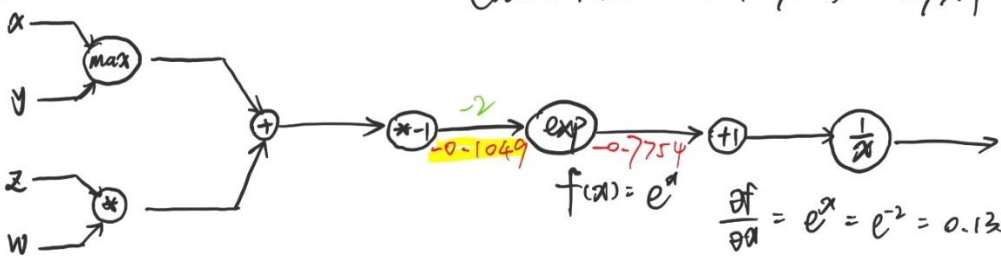 x
max
y
+
*-1
-2
-0.1049
exp
-0.7754
+1
1/x
z
*
w
f(x) = e^x
∂f/∂x = e^x = e^-2 = 0.13